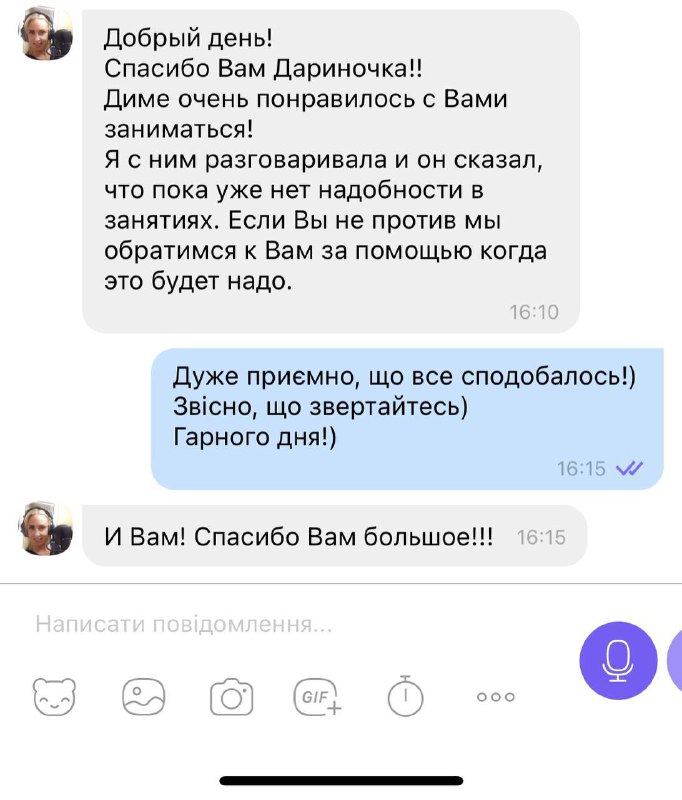 Добрый день!
Спасибо Вам Дариночка!!
Диме очень понравилось с Вами
заниматься!
Я с ним разговаривала и он сказал,
что пока уже нет надобности в
занятиях. Если Вы не против мы
обратимся к Вам за помощью когда
это будет надо.
16:10
Дуже приємно, що все сподобалось!)
Звісно, що звертайтесь)
Гарного дня!)
16:15
И Вам! Спасибо Вам большое!!! 16:15
Написати повідомлення...
GIF